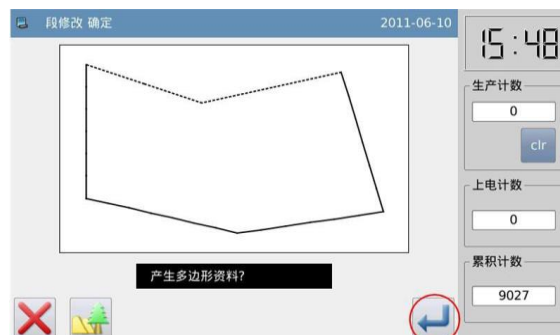 段修改 确定
2011-06-10
15:48
生产计数
0
clr
上电计数
0
累积计数
9027
产生多边形资料?